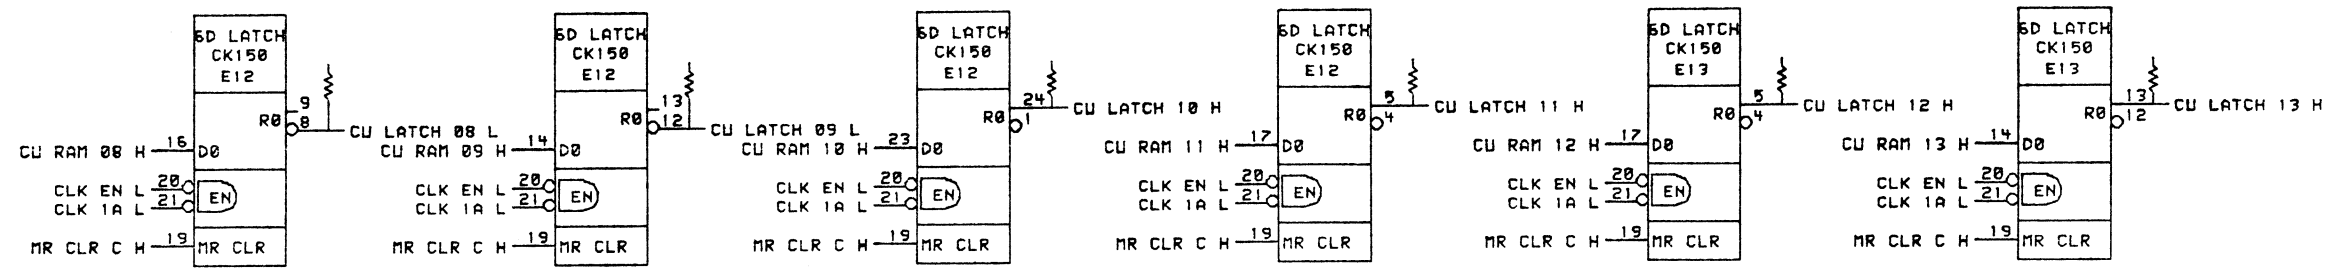 6D LATCH
CK150
E12
9
R0
8
CU LATCH 08 L
CU RAM 08 H
16
D0
CLK EN L
20
CLK 1A L
21
EN
MR CLR C H
19
MR CLR
6D LATCH
CK150
E12
13
R0
12
CU LATCH 09 L
CU RAM 09 H
14
D0
CLK EN L
20
CLK 1A L
21
EN
MR CLR C H
19
MR CLR
6D LATCH
CK150
E12
24
CU LATCH 10 H
R0
1
CU RAM 10 H
23
D0
CLK EN L
20
CLK 1A L
21
EN
MR CLR C H
19
MR CLR
6D LATCH
CK150
E12
5
CU LATCH 11 H
R0
4
CU RAM 11 H
17
D0
CLK EN L
20
CLK 1A L
21
EN
MR CLR C H
19
MR CLR
6D LATCH
CK150
E13
5
CU LATCH 12 H
R0
4
CU RAM 12 H
17
D0
CLK EN L
20
CLK 1A L
21
EN
MR CLR C H
19
MR CLR
6D LATCH
CK150
E13
13
CU LATCH 13 H
R0
12
CU RAM 13 H
14
D0
CLK EN L
20
CLK 1A L
21
EN
MR CLR C H
19
MR CLR